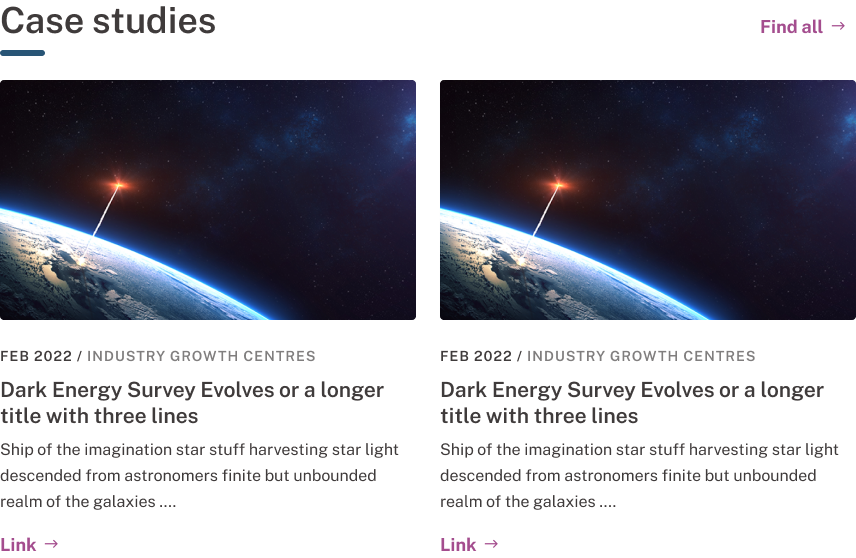 Case studies
Find all →
FEB 2022 / INDUSTRY GROWTH CENTRES
Dark Energy Survey Evolves or a longer
title with three lines
Ship of the imagination star stuff harvesting star light
descended from astronomers finite but unbounded
realm of the galaxies ....
Link →
FEB 2022 / INDUSTRY GROWTH CENTRES
Dark Energy Survey Evolves or a longer
title with three lines
Ship of the imagination star stuff harvesting star light
descended from astronomers finite but unbounded
realm of the galaxies ....
Link →